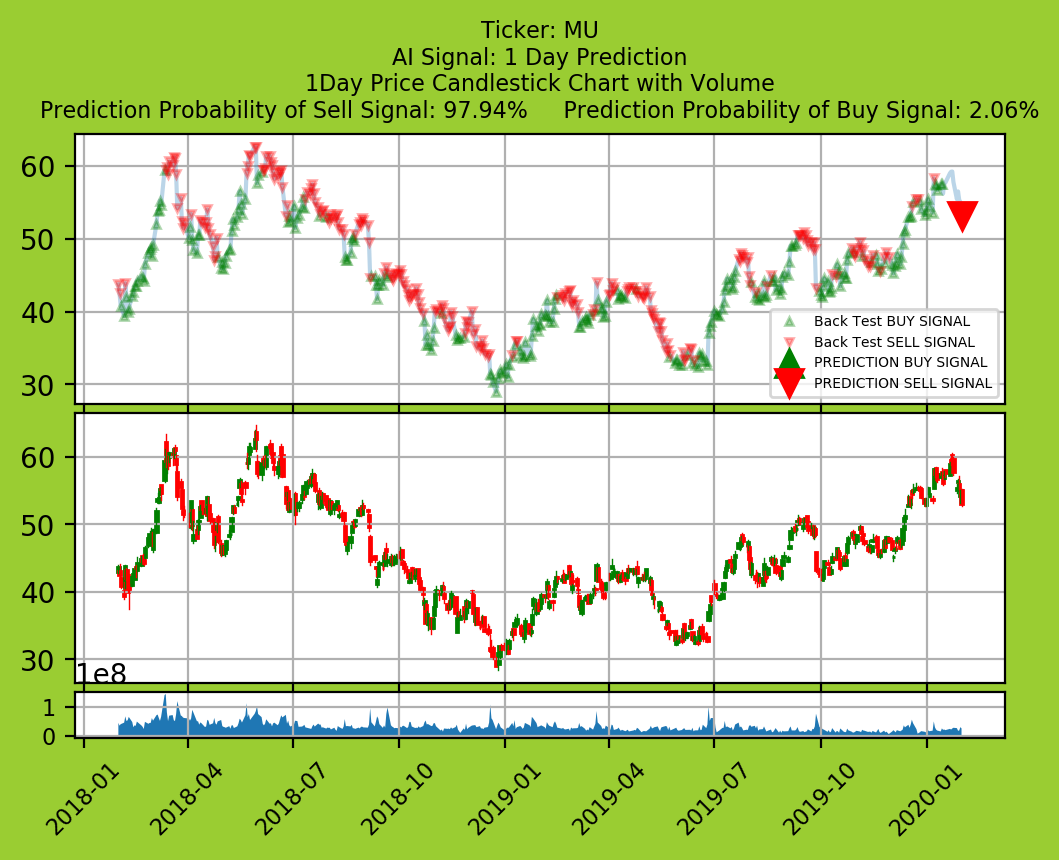 Ticker: MU
AI Signal: 1 Day Prediction
1Day Price Candlestick Chart with Volume
Prediction Probability of Sell Signal: 97.94% Prediction Probability of Buy Signal: 2.06%
60
50
40
30
Back Test BUY SIGNAL
Back Test SELL SIGNAL
PREDICTION BUY SIGNAL
PREDICTION SELL SIGNAL
60
50
40
30
1e8
1
0
2018-01
2018-04
2018-07
2018-10
2019-01
2019-04
2019-07
2019-10
2020-01